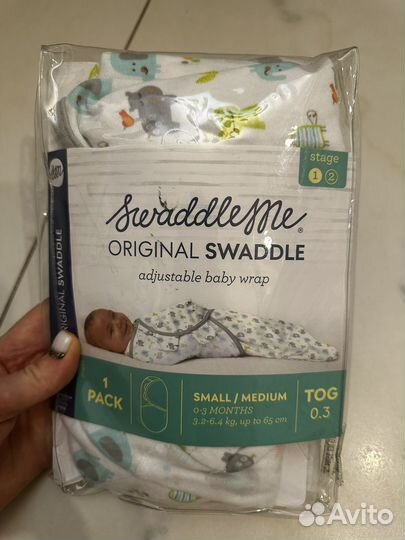 stage
1 2
SwaddleMe®
ORIGINAL SWADDLE
adjustable baby wrap
ORIGINAL SWADDLE
1
PACK
SMALL / MEDIUM
0-3 MONTHS
3.2-6.4 kg, up to 65 cm
TOG
0.3
Avito